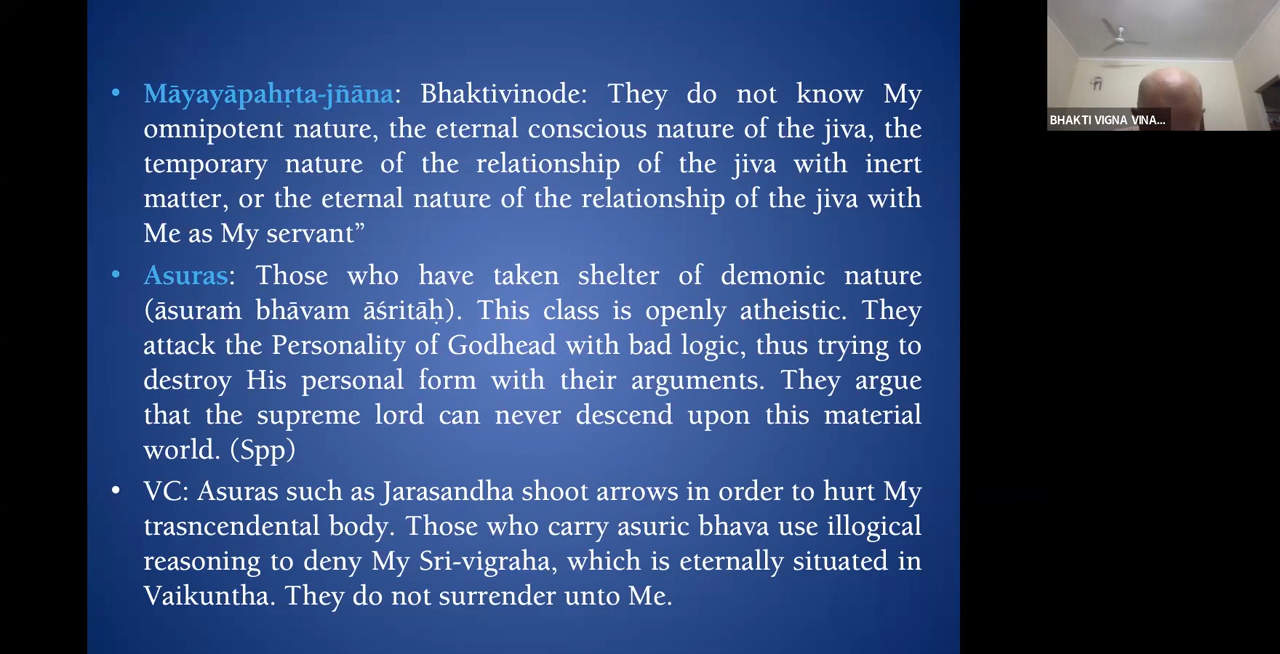 • Māyayāpahṛta-jñāna: Bhaktivinode: They do not know My
omnipotent nature, the eternal conscious nature of the jiva, the
temporary nature of the relationship of the jiva with inert
matter, or the eternal nature of the relationship of the jiva with
Me as My servant”
• Asuras: Those who have taken shelter of demonic nature
(āsuraṁ bhāvam āśritāḥ). This class is openly atheistic. They
attack the Personality of Godhead with bad logic, thus trying to
destroy His personal form with their arguments. They argue
that the supreme lord can never descend upon this material
world. (Spp)
• VC: Asuras such as Jarasandha shoot arrows in order to hurt My
trasncendental body. Those who carry asuric bhava use illogical
reasoning to deny My Sri-vigraha, which is eternally situated in
Vaikuntha. They do not surrender unto Me.
BHAKTI VIGNA VINA...